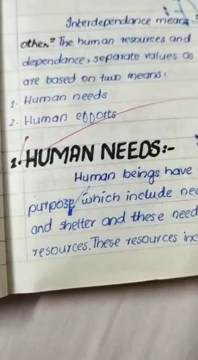 Interdependance means
other." The human resources and
dependance, separate values as
are based on two means:
1. Human needs
2. Human efforts
1. HUMAN NEEDS:-
Human beings have
purpose which include nec
and shelter and these need
resources. These resources inc